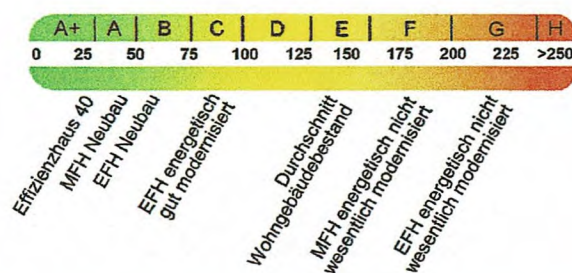 A+ A B C D E F G H
0 25 50 75 100 125 150 175 200 225 >250
Effizienzhaus 40
MFH Neubau
EFH Neubau
EFH energetisch
gut modernisiert
Durchschnitt
Wohngebäudebestand
MFH energetisch nicht
wesentlich modernisiert
EFH energetisch nicht
wesentlich modernisiert